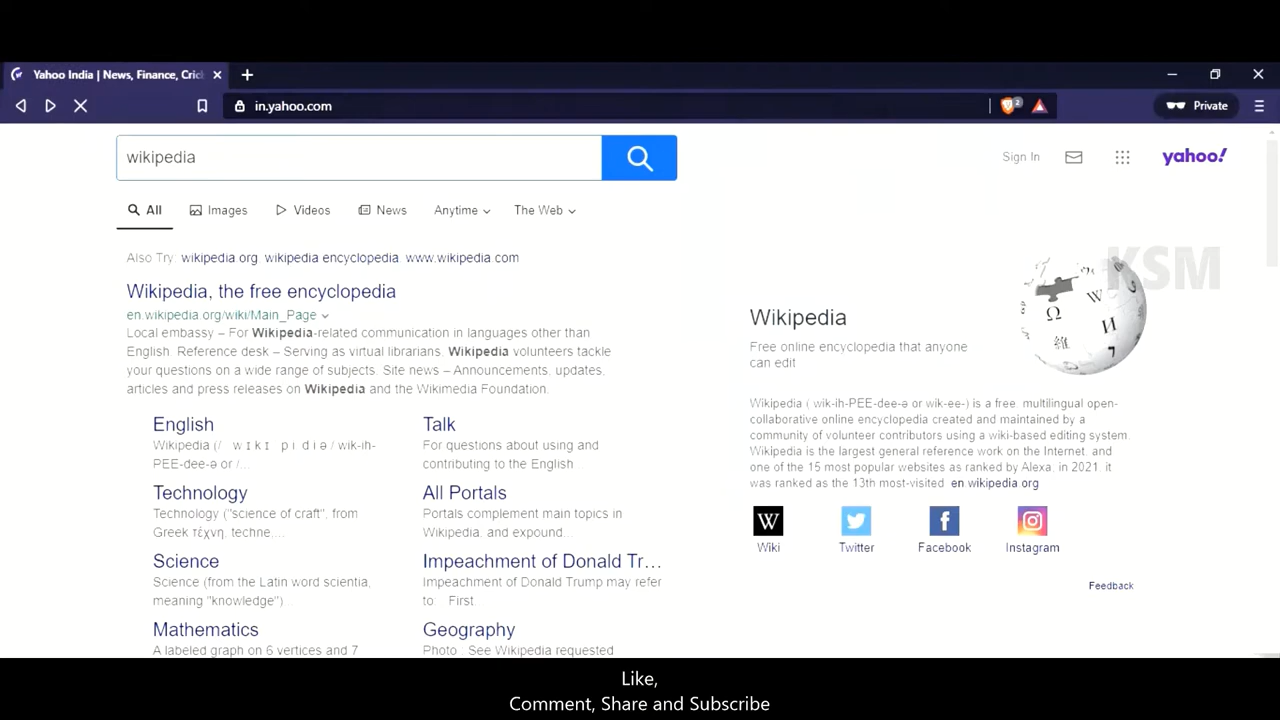 Yahoo India | News, Finance, Cric
in.yahoo.com
2
Private
wikipedia
Sign In
yahoo!
All
Images
Videos
News
Anytime
The Web
Also Try: wikipedia org, wikipedia encyclopedia, www.wikipedia.com
KSM
Wikipedia, the free encyclopedia
en.wikipedia.org/wiki/Main_Page
Local embassy – For Wikipedia-related communication in languages other than
English. Reference desk – Serving as virtual librarians, Wikipedia volunteers tackle
your questions on a wide range of subjects. Site news – Announcements, updates,
articles and press releases on Wikipedia and the Wikimedia Foundation.
English
Wikipedia (/ˌwɪkɪˈpiːdiə/ wik-ih-
PEE-dee-ə or /...
Talk
For questions about using and
contributing to the English...
Technology
Technology ("science of craft", from
Greek τέχνη, techne,...
All Portals
Portals complement main topics in
Wikipedia, and expound...
Science
Science (from the Latin word scientia,
meaning "knowledge")...
Impeachment of Donald Tr...
Impeachment of Donald Trump may refer
to: First
Mathematics
A labeled graph on 6 vertices and 7
Geography
Photo . See Wikipedia requested
Wikipedia
Free online encyclopedia that anyone
can edit
Ω
W
И
維
7
Wikipedia ( wik-ih-PEE-dee-ə or wik-ee-) is a free, multilingual open-
collaborative online encyclopedia created and maintained by a
community of volunteer contributors using a wiki-based editing system.
Wikipedia is the largest general reference work on the Internet, and
one of the 15 most popular websites as ranked by Alexa; in 2021, it
was ranked as the 13th most-visited. en.wikipedia.org
W
Wiki
Twitter
Facebook
Instagram
Feedback
Like,
Comment, Share and Subscribe